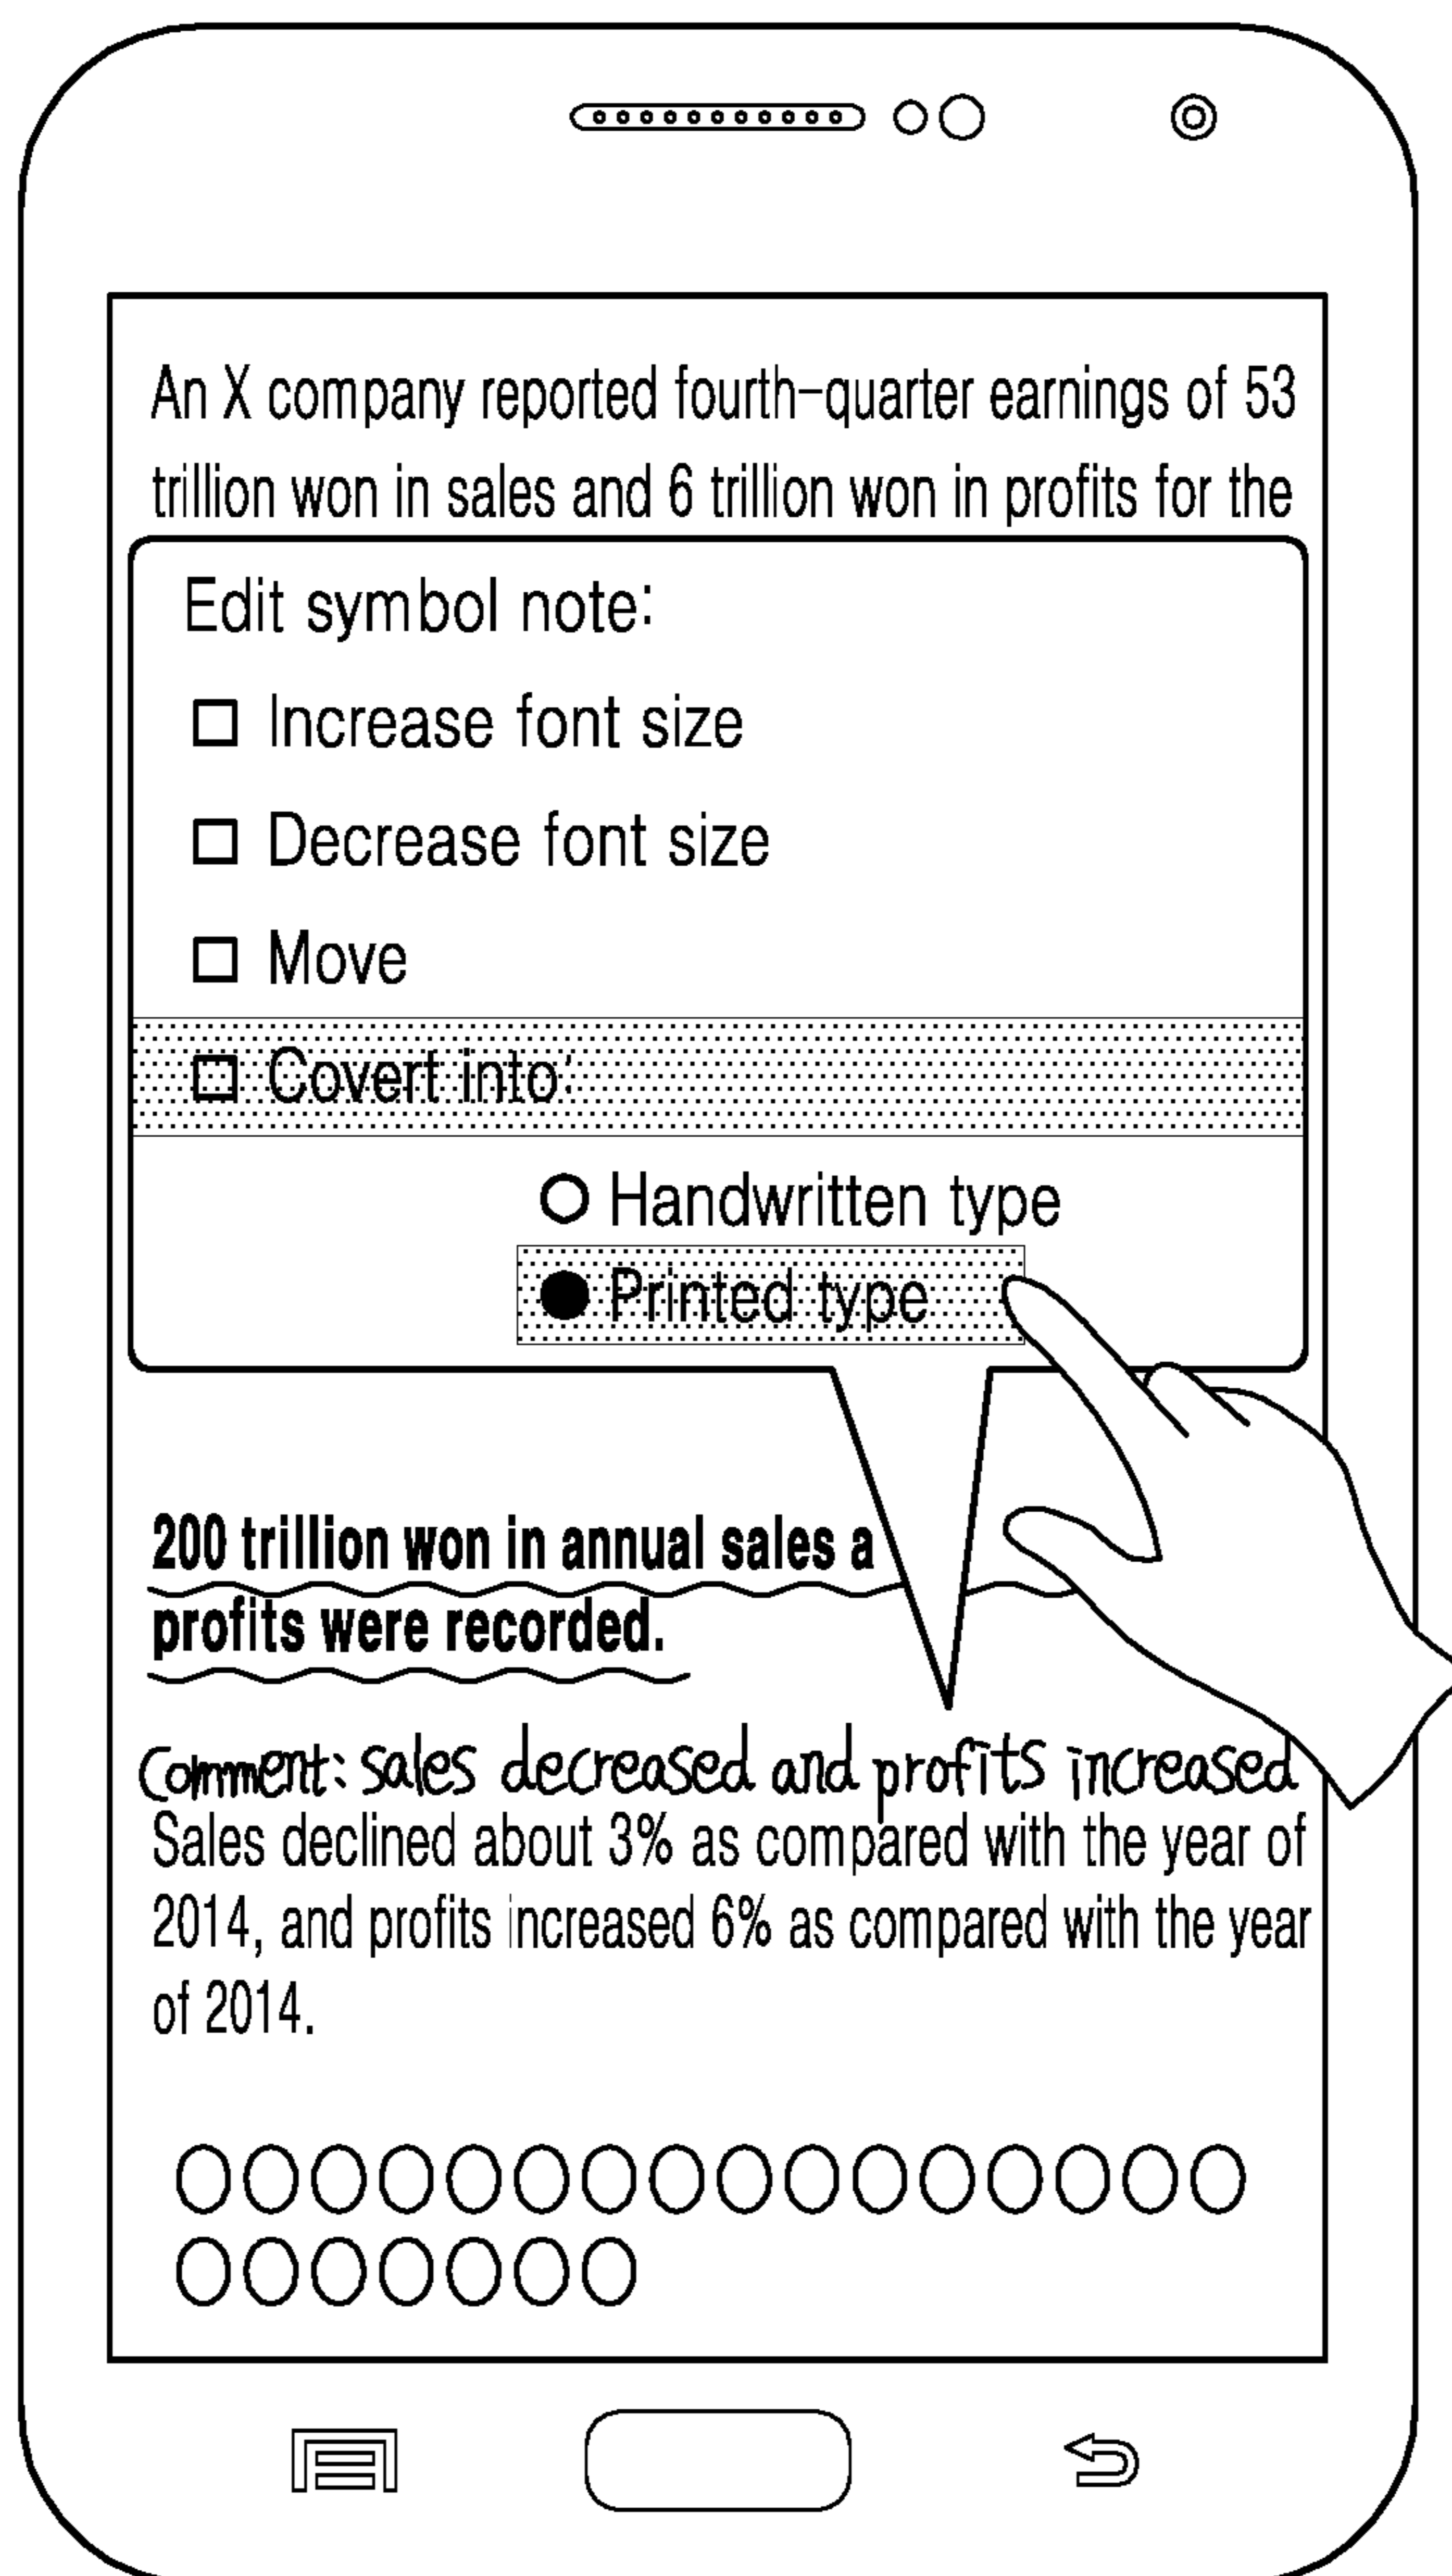 An X company reported fourth-quarter earnings of 53
trillion won in sales and 6 trillion won in profits for the
Edit symbol note:
Increase font size
Decrease font size
Move
Covert into:
Handwritten type
Printed type
200 trillion won in annual sales a
profits were recorded.
Comment: sales decreased and profits increased
Sales declined about 3% as compared with the year of
2014, and profits increased 6% as compared with the year
of 2014.